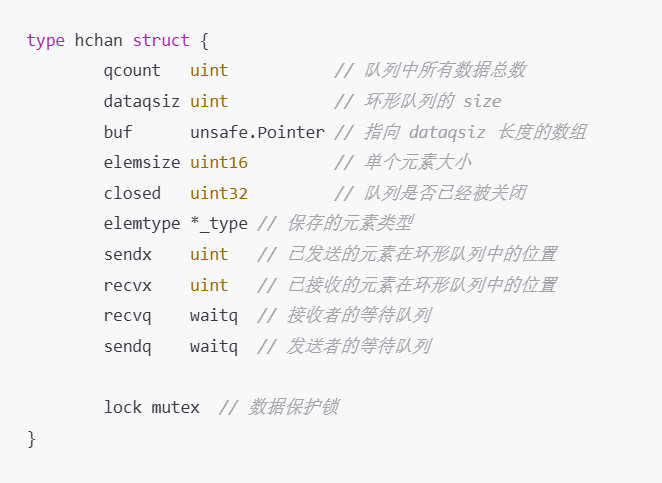 type hchan struct {
qcount uint // 队列中所有数据总数
dataqsiz uint // 环形队列的 size
buf unsafe.Pointer // 指向 dataqsiz 长度的数组
elemsize uint16 // 单个元素大小
closed uint32 // 队列是否已经被关闭
elemtype *_type // 保存的元素类型
sendx uint // 已发送的元素在环形队列中的位置
recvx uint // 已接收的元素在环形队列中的位置
recvq waitq // 接收者的等待队列
sendq waitq // 发送者的等待队列
lock mutex // 数据保护锁
}